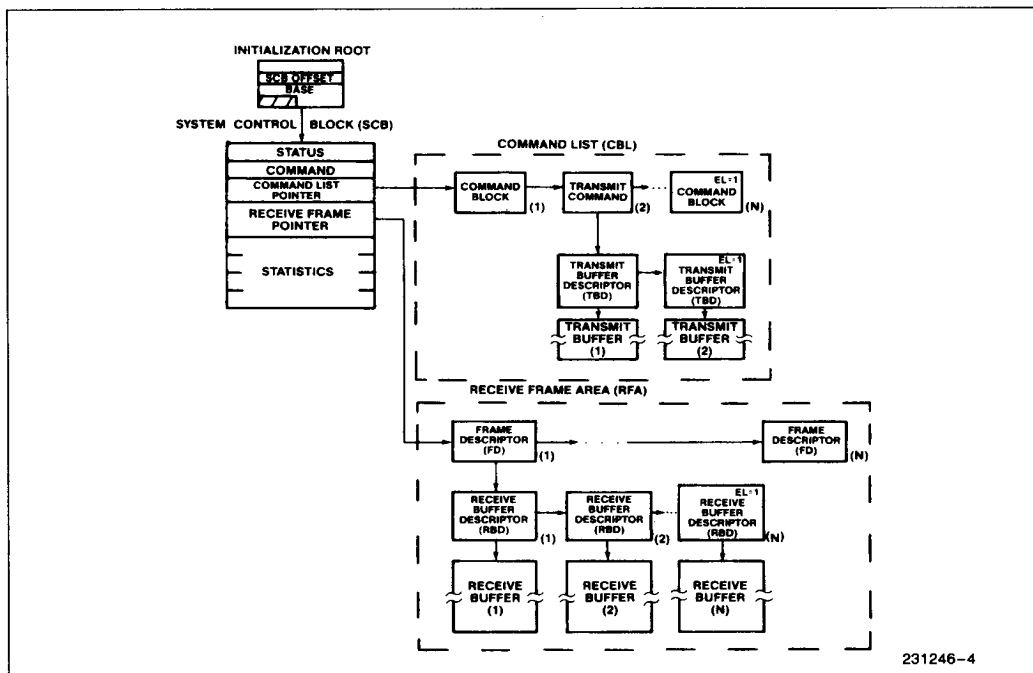 INITIALIZATION ROOT
SCB OFFSET
BASE
SYSTEM CONTROL BLOCK (SCB)
STATUS
COMMAND
COMMAND LIST
POINTER
RECEIVE FRAME
POINTER
STATISTICS
COMMAND LIST (CBL)
COMMAND
BLOCK
(1)
TRANSMIT
COMMAND
(2)
EL=1
COMMAND
BLOCK
(N)
TRANSMIT
BUFFER
DESCRIPTOR
(TBD)
EL=1
TRANSMIT
BUFFER
DESCRIPTOR
(TBD)
TRANSMIT
BUFFER
(1)
TRANSMIT
BUFFER
(2)
RECEIVE FRAME AREA (RFA)
FRAME
DESCRIPTOR
(FD)
(1)
FRAME
DESCRIPTOR
(FD)
(N)
RECEIVE
BUFFER
DESCRIPTOR
(RBD)
(1)
RECEIVE
BUFFER
DESCRIPTOR
(RBD)
(2)
EL=1
RECEIVE
BUFFER
DESCRIPTOR
(RBD)
(N)
RECEIVE
BUFFER
(1)
RECEIVE
BUFFER
(2)
RECEIVE
BUFFER
(N)
231246-4